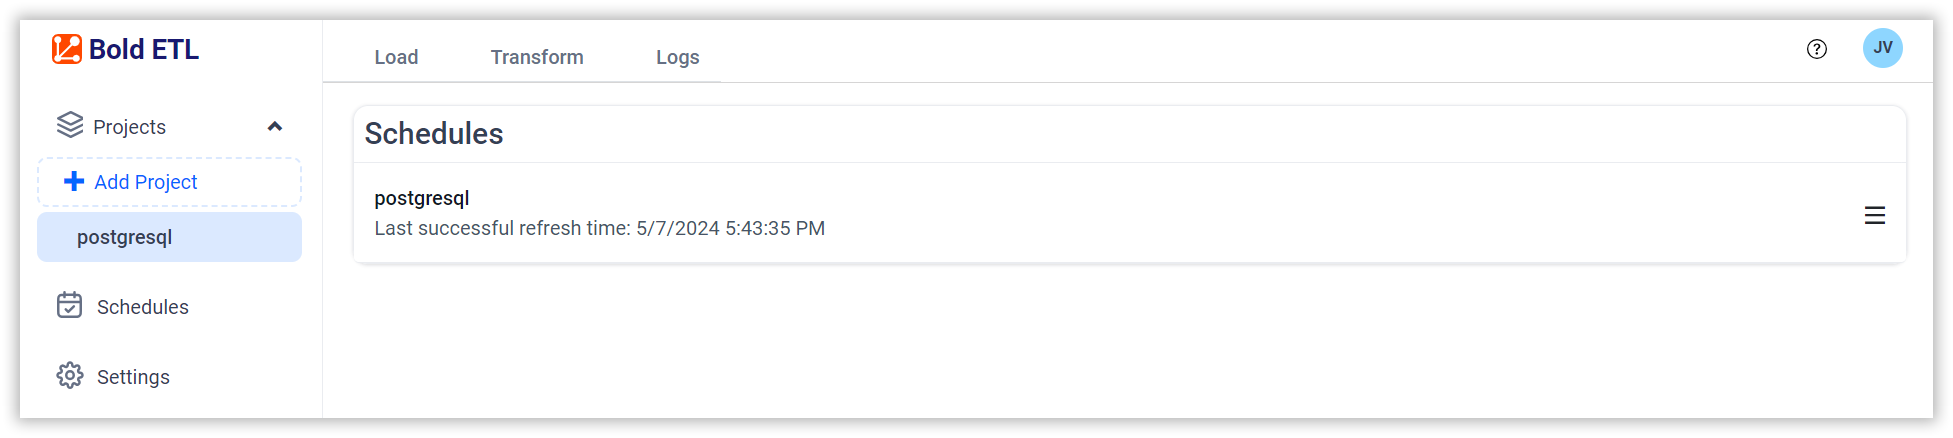 Bold ETL
Projects
Add Project
postgresql
Schedules
Settings
Load Transform Logs
? JV
Schedules
postgresql
Last successful refresh time: 5/7/2024 5:43:35 PM